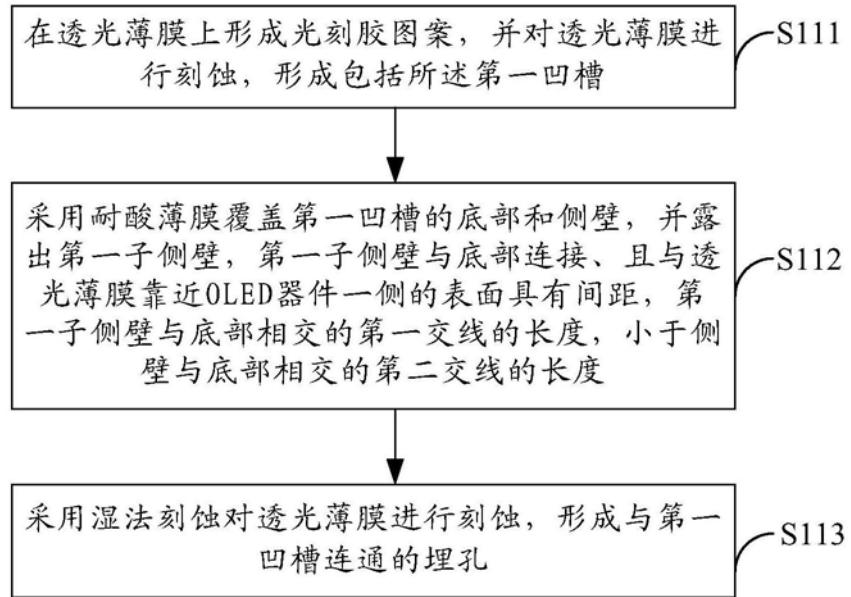 在透光薄膜上形成光刻胶图案，并对透光薄膜进
行刻蚀，形成包括所述第一凹槽
S111
采用耐酸薄膜覆盖第一凹槽的底部和侧壁，并露
出第一子侧壁，第一子侧壁与底部连接、且与透
光薄膜靠近OLED器件一侧的表面具有间距，第
一子侧壁与底部相交的第一交线的长度，小于侧
壁与底部相交的第二交线的长度
S112
采用湿法刻蚀对透光薄膜进行刻蚀，形成与第一
凹槽连通的埋孔
S113